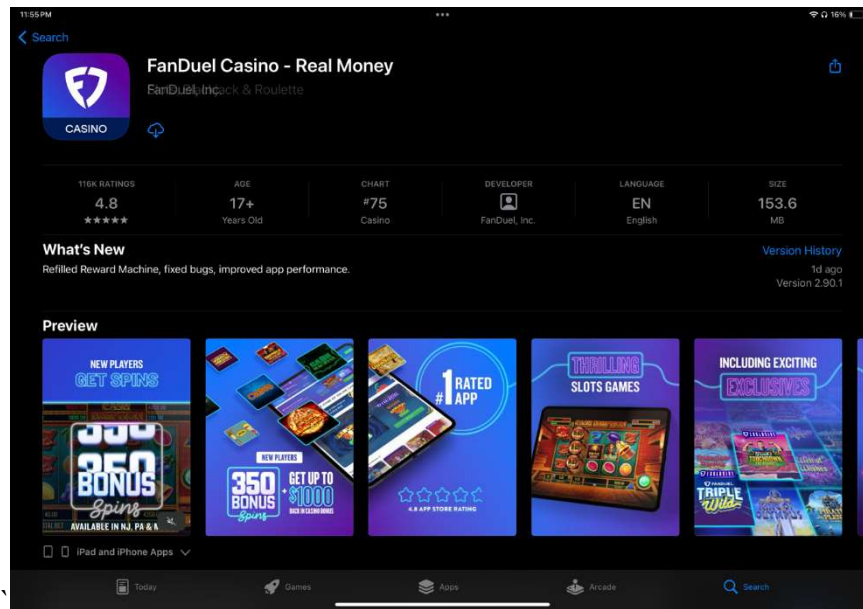 11:55 PM
16%
Search
FanDuel Casino - Real Money
FanDuel, Inc.
CASINO
116K RATINGS
4.8
AGE
17+
Years Old
CHART
#75
Casino
DEVELOPER
FanDuel, Inc.
LANGUAGE
EN
English
SIZE
153.6
MB
What's New
Version History
Refilled Reward Machine, fixed bugs, improved app performance.
1d ago
Version 2.90.1
Preview
NEW PLAYERS
GET SPINS
350
BONUS
Spins
AVAILABLE IN NJ, PA & M
NEW PLAYERS
350
BONUS
Spins
+
GET UP TO
$1000
BACK IN CASINO BONUS
#1 RATED
APP
4.8 APP STORE RATING
THRILLING
SLOTS GAMES
INCLUDING EXCITING
EXCLUSIVES
TRIPLE
Wild
iPad and iPhone Apps
Today
Games
Apps
Arcade
Search